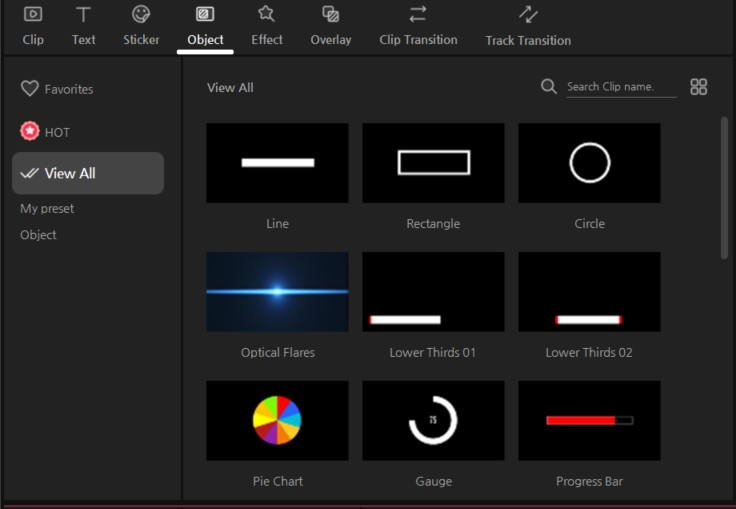 Clip Text Sticker Object Effect Overlay Clip Transition Track Transition
Favorites
HOT
View All
My preset
Object
View All Search Clip name.
Line Rectangle Circle
Optical Flares Lower Thirds 01 Lower Thirds 02
75
Pie Chart Gauge Progress Bar